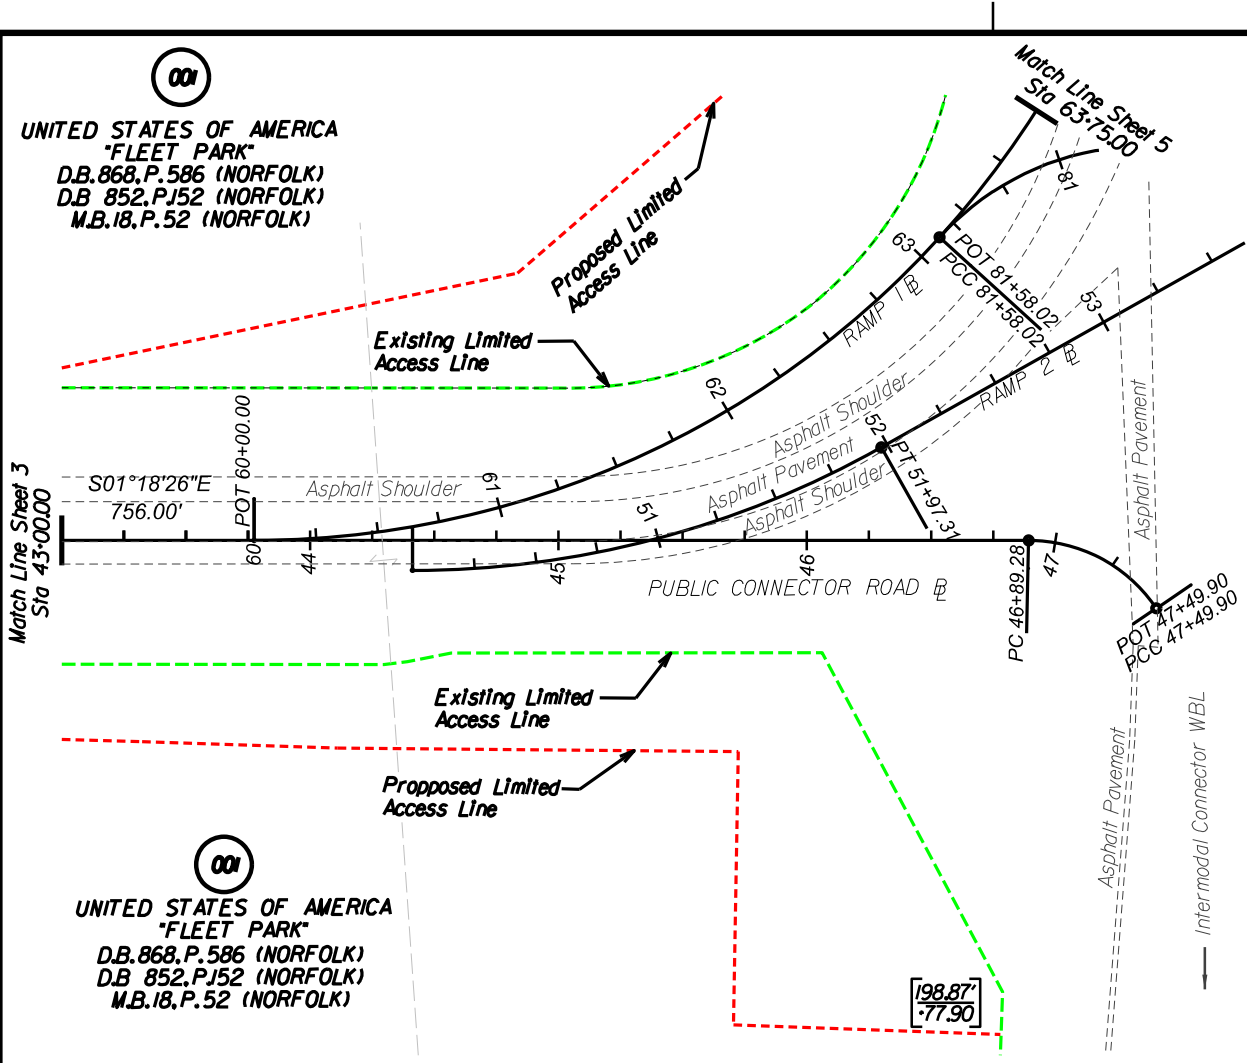 001
UNITED STATES OF AMERICA
"FLEET PARK"
D.B.868,P.586 (NORFOLK)
D.B 852,P.152 (NORFOLK)
M.B.18,P.52 (NORFOLK)
Match Line Sheet 5
Sta 63+75.00
Proposed Limited
Access Line
Existing Limited
Access Line
81
63
POT 81+58.02
PCC 81+58.02
RAMP 1 BL
53
RAMP 2 BL
62
52
PT 51+97.31
Asphalt Shoulder
Asphalt Pavement
Asphalt Shoulder
Asphalt Pavement
Match Line Sheet 3
Sta 43+00.00
S01°18'26"E
756.00'
POT 60+00.00
Asphalt Shoulder
61
51
60
44
45
46
47
PUBLIC CONNECTOR ROAD BL
PC 46+89.28
POT 47+49.90
PCC 47+49.90
Existing Limited
Access Line
Propposed Limited
Access Line
Asphalt Pavement
Intermodal Connector WBL
001
UNITED STATES OF AMERICA
"FLEET PARK"
D.B.868,P.586 (NORFOLK)
D.B 852,P.152 (NORFOLK)
M.B.18,P.52 (NORFOLK)
198.87'
+77.90